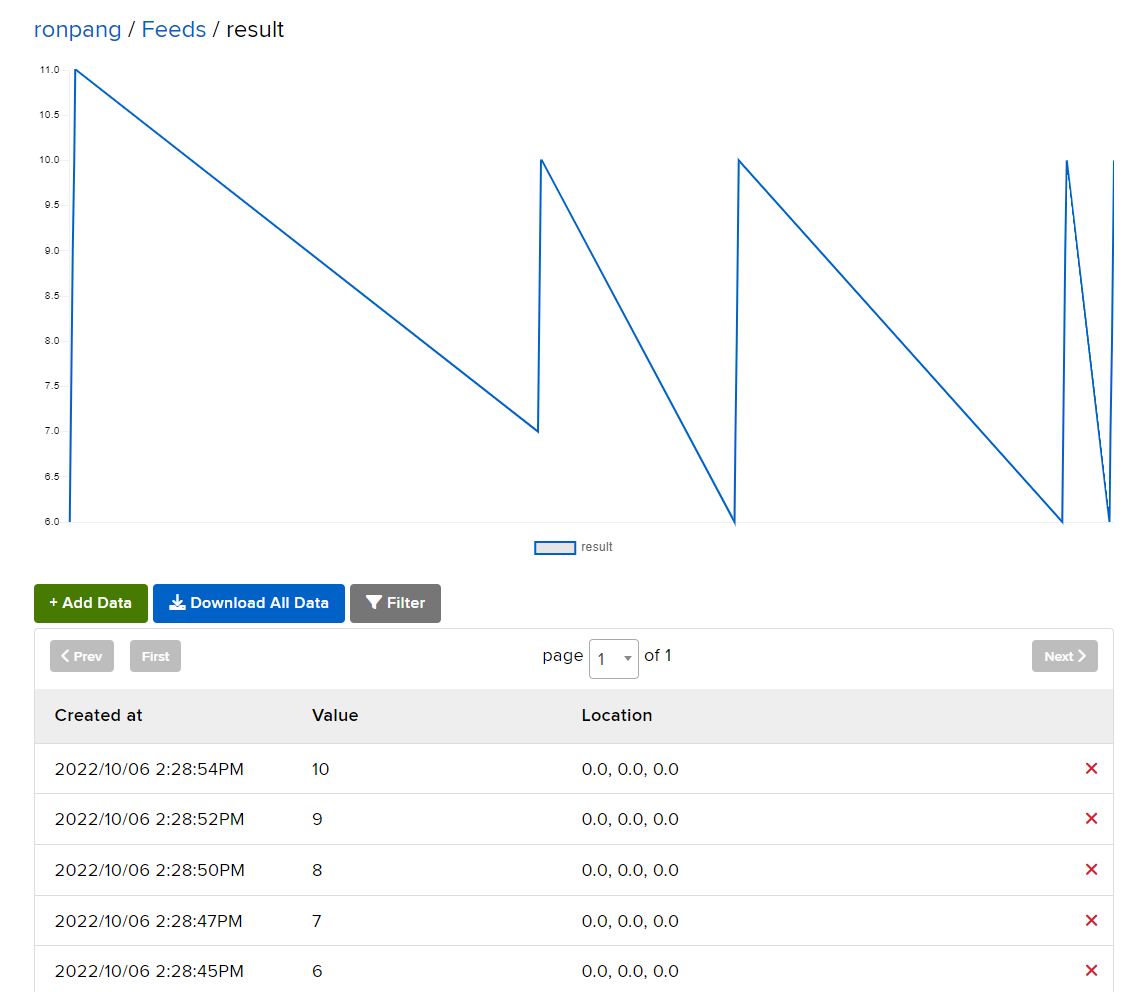 ronpang / Feeds / result
11.0
10.5
10.0
9.5
9.0
8.5
8.0
7.5
7.0
6.5
6.0
result
+ Add Data Download All Data Filter
Prev First page 1 of 1 Next
Created at Value Location
2022/10/06 2:28:54PM 10 0.0, 0.0, 0.0
2022/10/06 2:28:52PM 9 0.0, 0.0, 0.0
2022/10/06 2:28:50PM 8 0.0, 0.0, 0.0
2022/10/06 2:28:47PM 7 0.0, 0.0, 0.0
2022/10/06 2:28:45PM 6 0.0, 0.0, 0.0